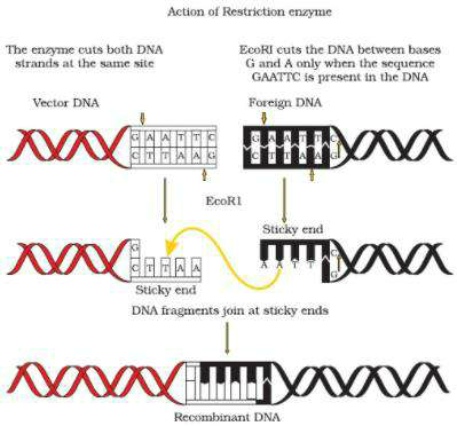 Action of Restriction enzyme
The enzyme cuts both DNA
strands at the same site
EcoRI cuts the DNA between bases
G and A only when the sequence
GAATTC is present in the DNA
Vector DNA
Foreign DNA
G A A T T C
C T T A A G
G A A T T C
C T T A A G
EcoR1
Sticky end
G
C T T A A
A A T T
C
G
Sticky end
DNA fragments join at sticky ends
Recombinant DNA